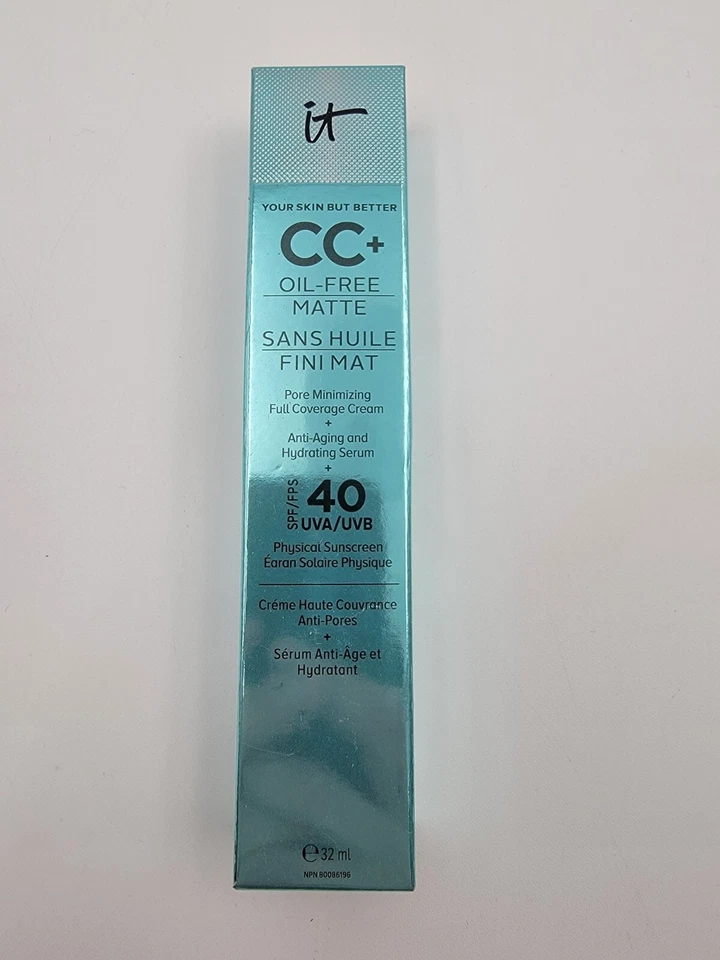 it
YOUR SKIN BUT BETTER
CC+
OIL-FREE
MATTE
SANS HUILE
FINI MAT
Pore Minimizing
Full Coverage Cream
+
Anti-Aging and
Hydrating Serum
+
SPF/FPS 40
UVA/UVB
Physical Sunscreen
Éaran Solaire Physique
Créme Haute Couvrance
Anti-Pores
+
Sérum Anti-Âge et
Hydratant
℮ 32 ml
NPN 80086196